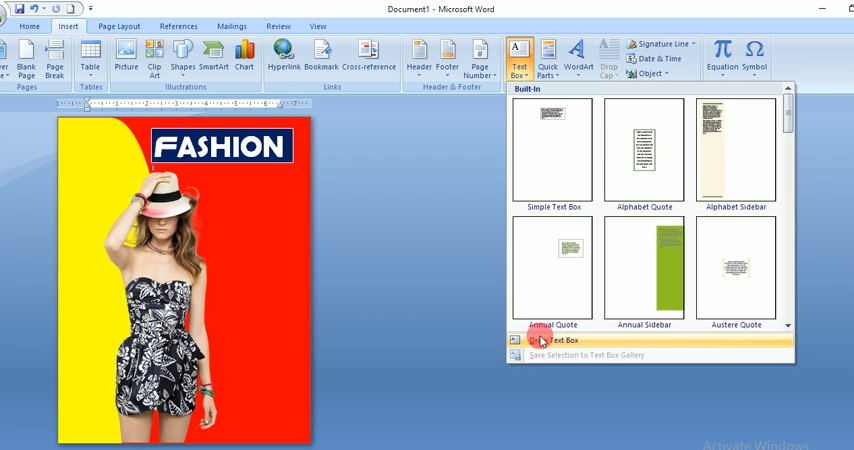 Document1 - Microsoft Word
Home Insert Page Layout References Mailings Review View
Blank Page
Page Break
Table
Picture
Clip Art
Shapes
SmartArt
Chart
Hyperlink
Bookmark
Cross-reference
Header
Footer
Page Number
Text Box
Quick Parts
WordArt
Drop Cap
Signature Line
Date & Time
Object
Equation
Symbol
Pages
Tables
Illustrations
Links
Header & Footer
Built-In
FASHION
Simple Text Box
Alphabet Quote
Alphabet Sidebar
Annual Quote
Annual Sidebar
Austere Quote
Text Box
Save Selection to Text Box Gallery
Activate Windows